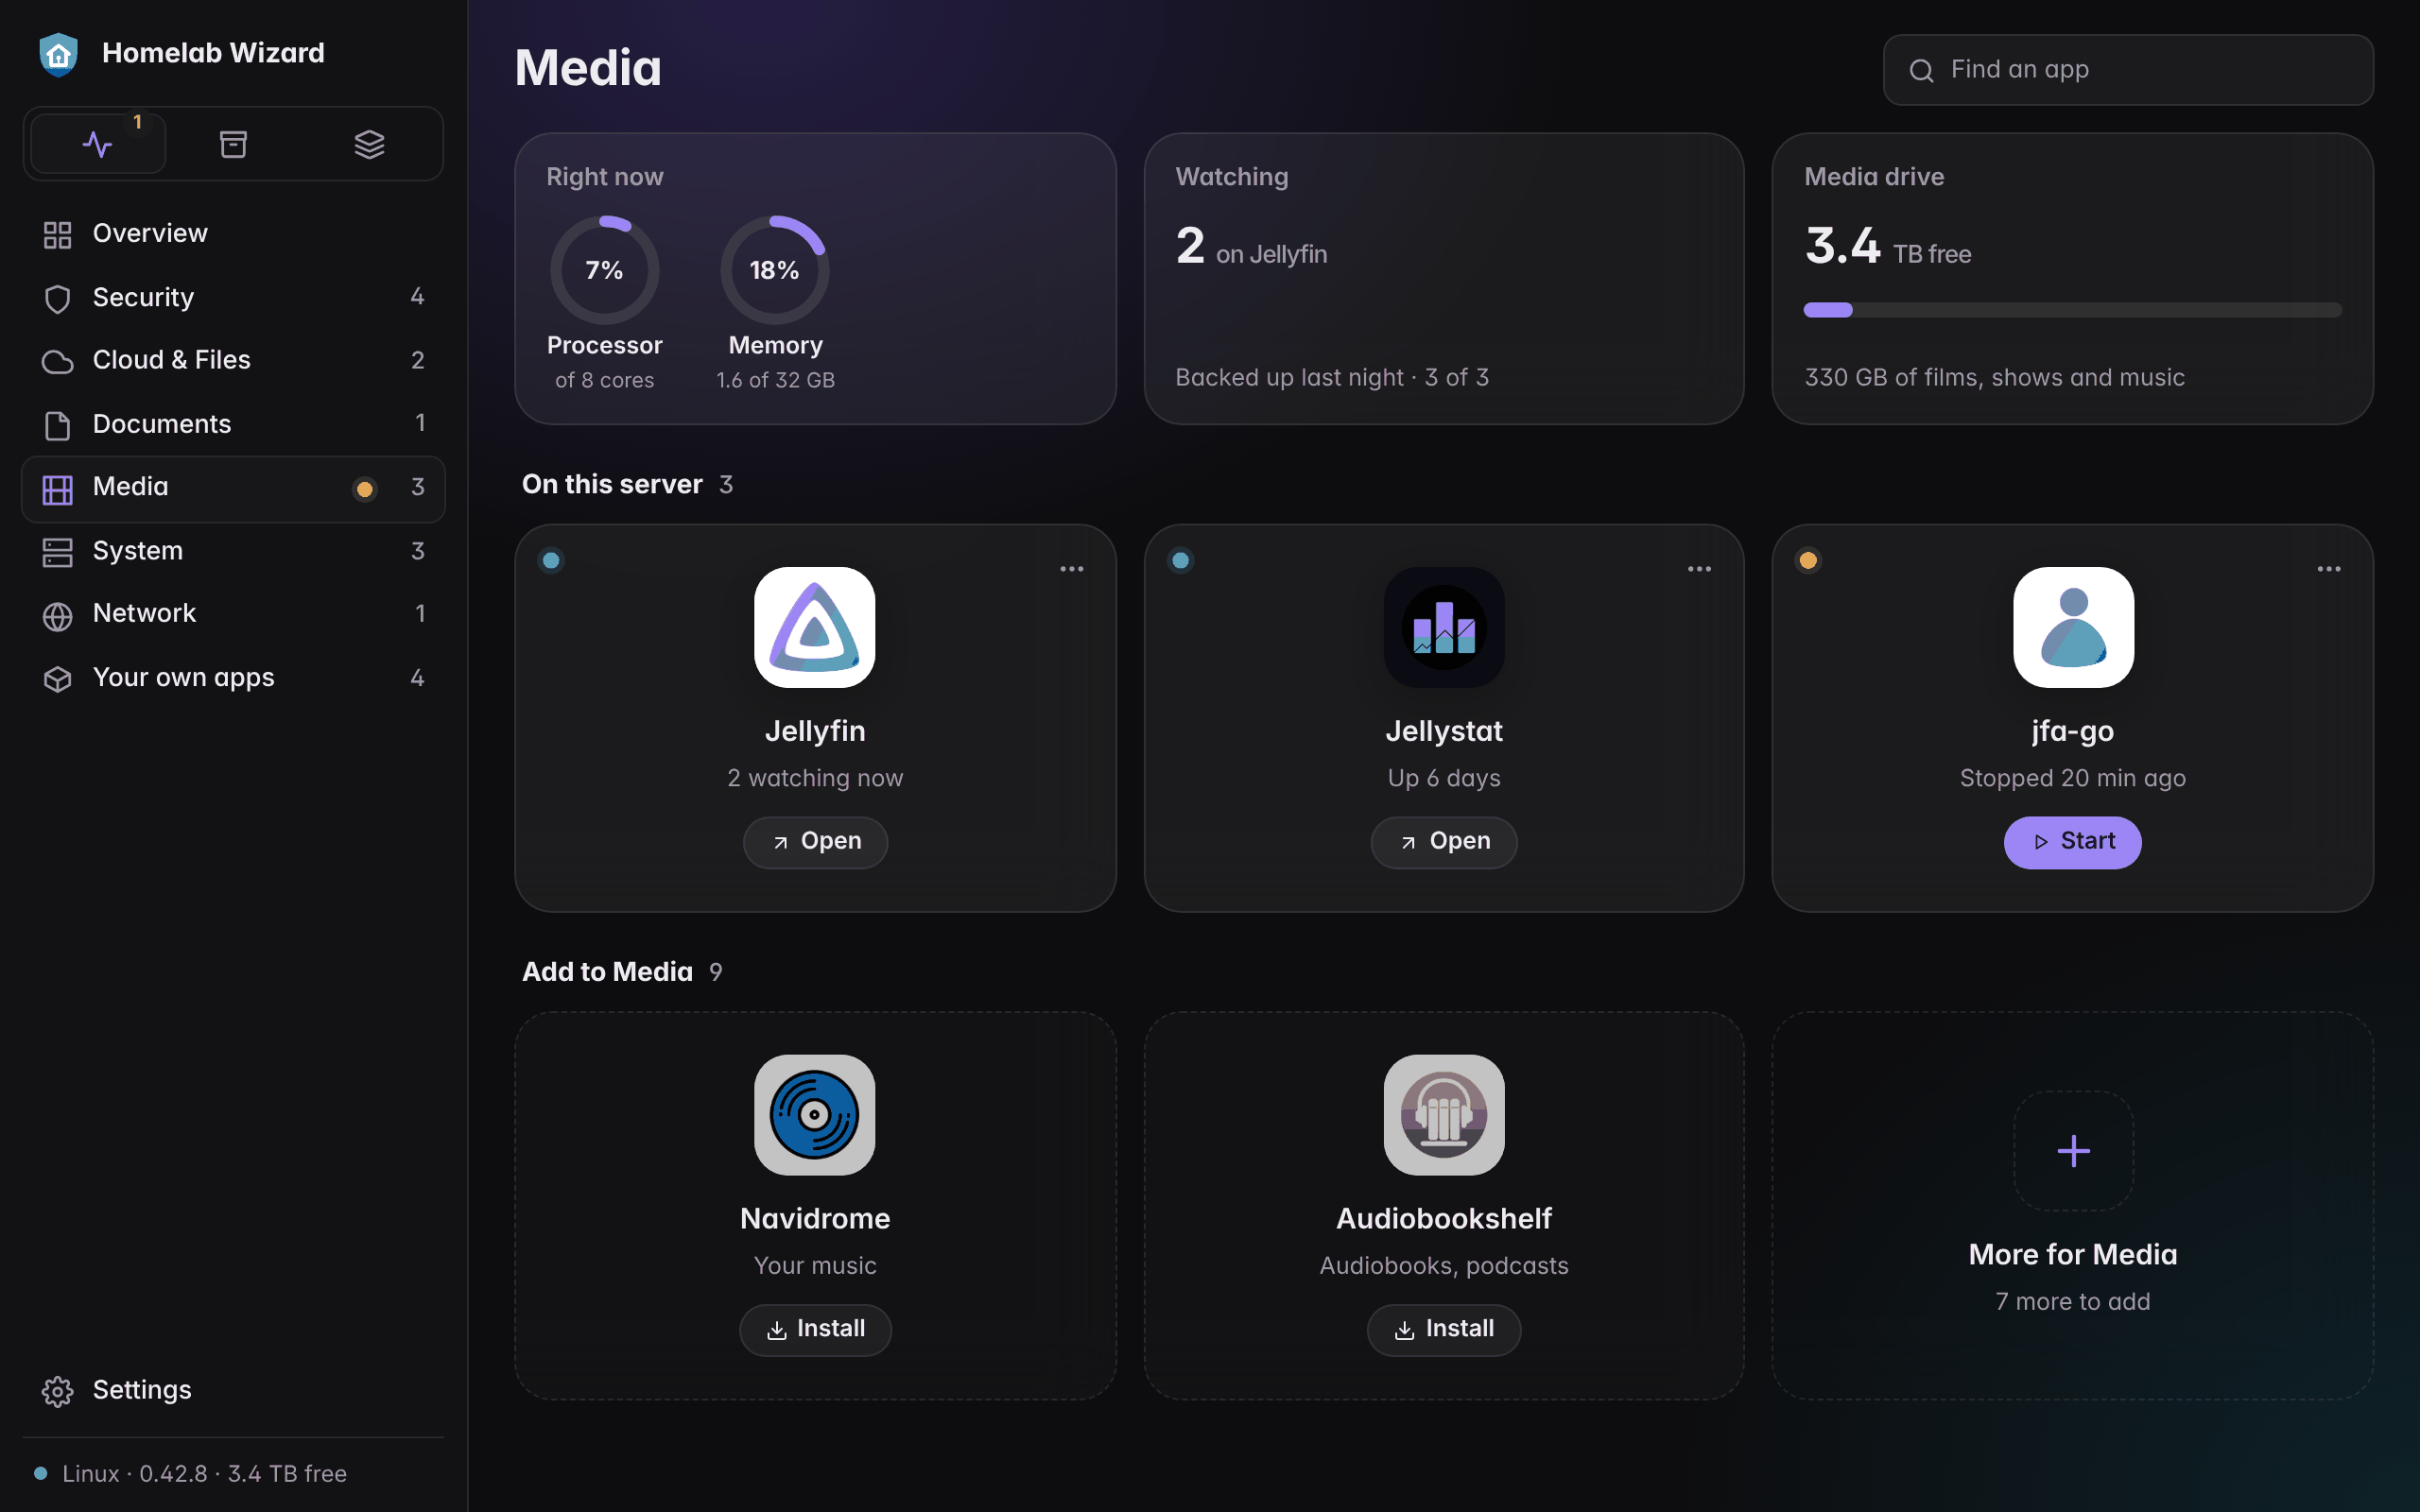 Homelab Wizard
1
Overview
Security 4
Cloud & Files 2
Documents 1
Media 3
System 3
Network 1
Your own apps 4
Settings
Linux · 0.42.8 · 3.4 TB free
Media
Find an app
Right now
7%
Processor
of 8 cores
18%
Memory
1.6 of 32 GB
Watching
2 on Jellyfin
Backed up last night · 3 of 3
Media drive
3.4 TB free
330 GB of films, shows and music
On this server 3
Jellyfin
2 watching now
Open
Jellystat
Up 6 days
Open
jfa-go
Stopped 20 min ago
Start
Add to Media 9
Navidrome
Your music
Install
Audiobookshelf
Audiobooks, podcasts
Install
More for Media
7 more to add